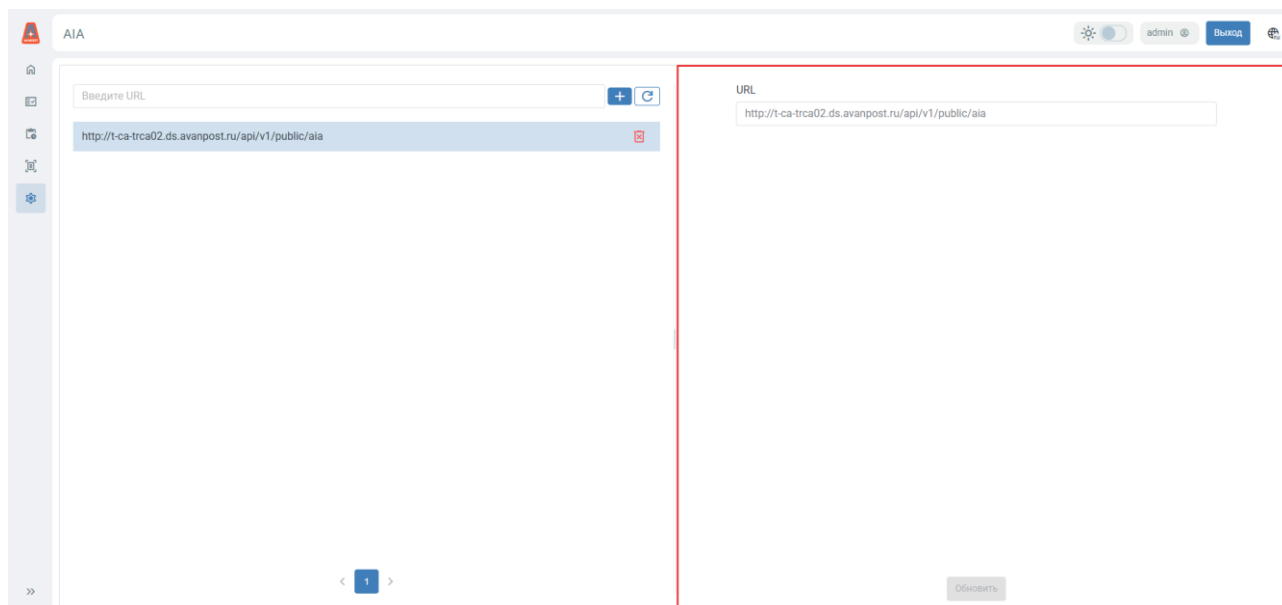 AIA
admin
Выход
Введите URL
http://t-ca-trca02.ds.avanpost.ru/api/v1/public/aia
1
URL
http://t-ca-trca02.ds.avanpost.ru/api/v1/public/aia
Обновить